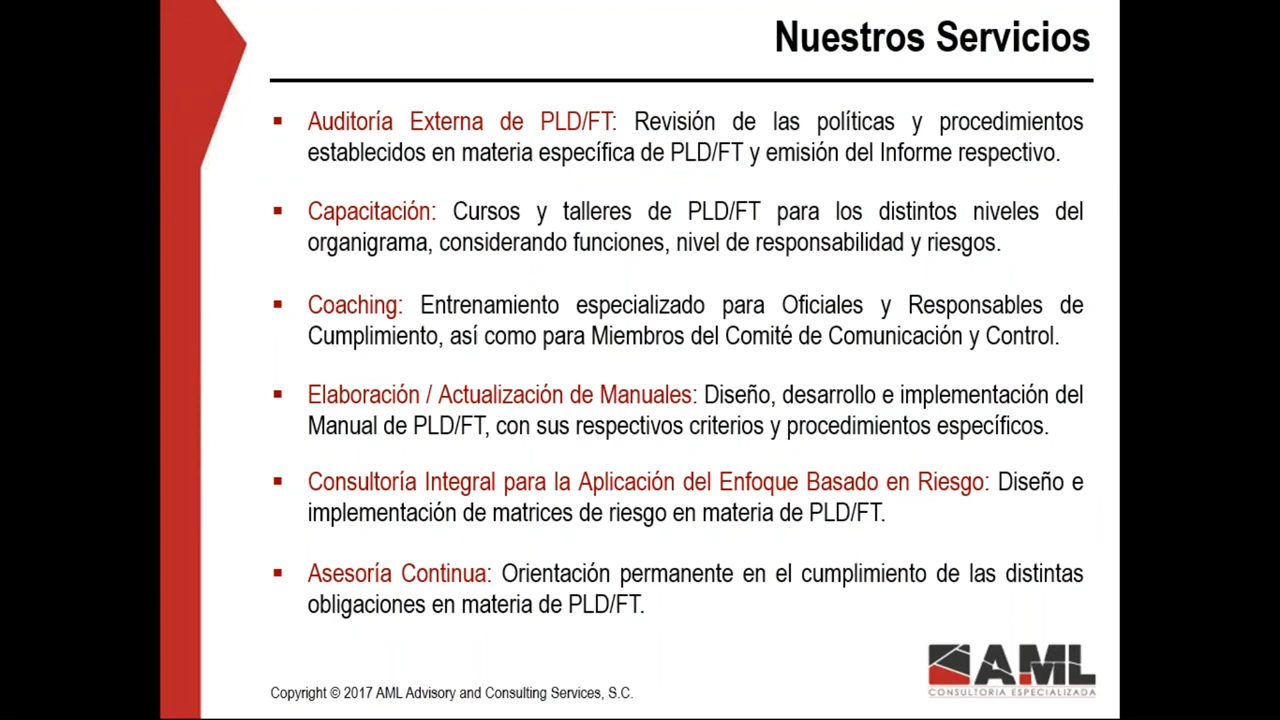 Nuestros Servicios
▪ Auditoría Externa de PLD/FT: Revisión de las políticas y procedimientos
establecidos en materia específica de PLD/FT y emisión del Informe respectivo.
▪ Capacitación: Cursos y talleres de PLD/FT para los distintos niveles del
organigrama, considerando funciones, nivel de responsabilidad y riesgos.
▪ Coaching: Entrenamiento especializado para Oficiales y Responsables de
Cumplimiento, así como para Miembros del Comité de Comunicación y Control.
▪ Elaboración / Actualización de Manuales: Diseño, desarrollo e implementación del
Manual de PLD/FT, con sus respectivos criterios y procedimientos específicos.
▪ Consultoría Integral para la Aplicación del Enfoque Basado en Riesgo: Diseño e
implementación de matrices de riesgo en materia de PLD/FT.
▪ Asesoría Continua: Orientación permanente en el cumplimiento de las distintas
obligaciones en materia de PLD/FT.
AML
CONSULTORIA ESPECIALIZADA
Copyright © 2017 AML Advisory and Consulting Services, S.C.